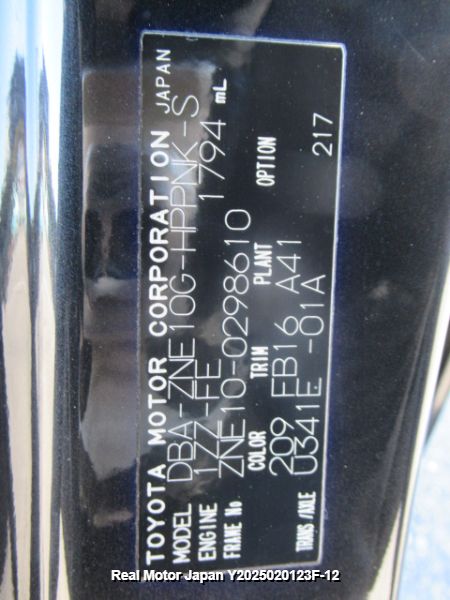 TOYOTA MOTOR CORPORATION JAPAN
MODEL DBA-ZNE10G-HPPNK-S
ENGINE 1ZZ-FE 1794 mL
FRAME No ZNE10-0298610
COLOR TRIM PLANT OPTION
209 FB16 A41 217
TRANS/AXLE U341E -01A
Real Motor Japan Y2025020123F-12